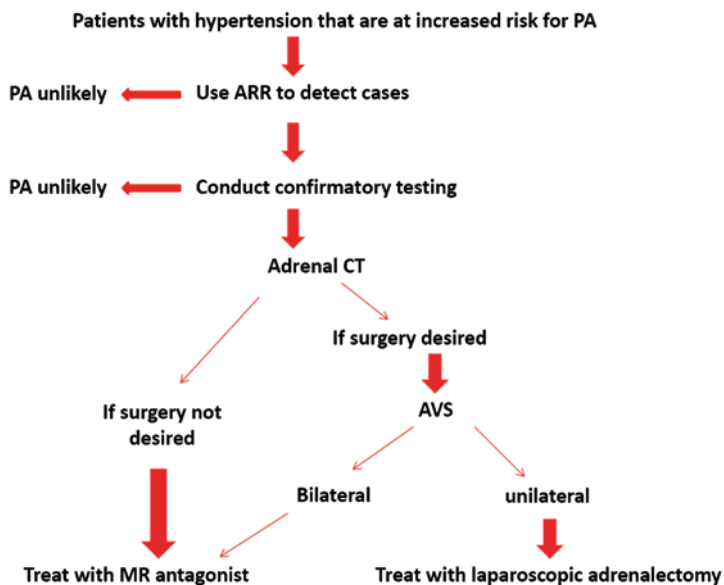 Patients with hypertension that are at increased risk for PA
PA unlikely
Use ARR to detect cases
PA unlikely
Conduct confirmatory testing
Adrenal CT
If surgery desired
If surgery not
desired
AVS
Bilateral
unilateral
Treat with MR antagonist
Treat with laparoscopic adrenalectomy